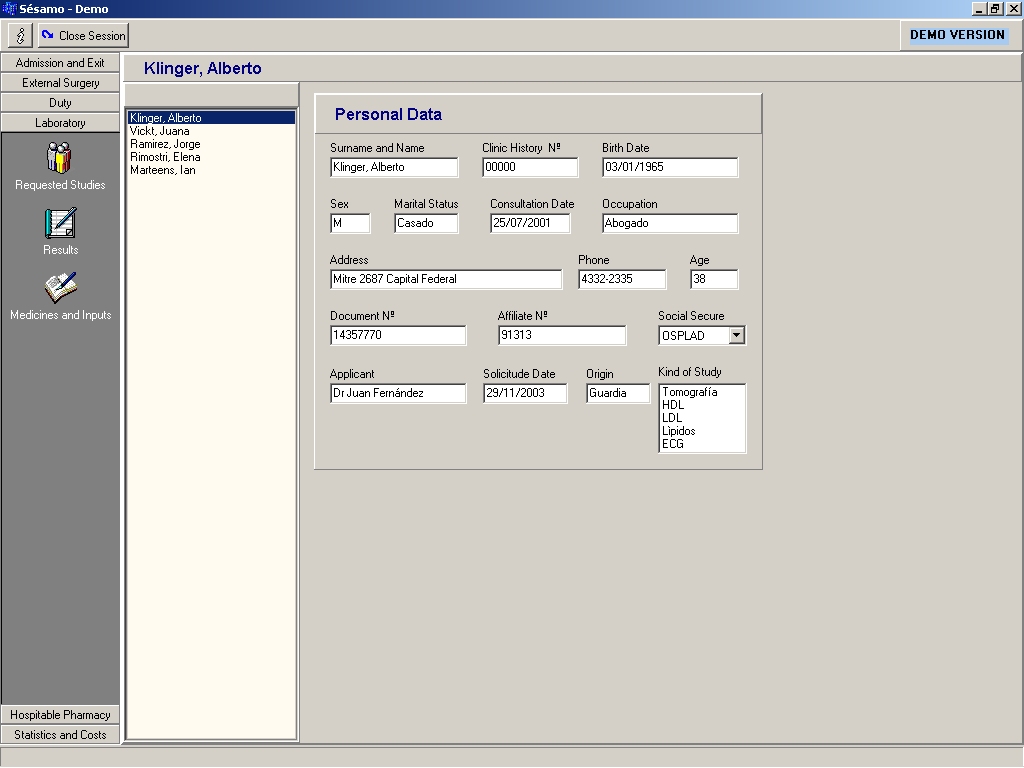 Sésamo - Demo
Close Session
DEMO VERSION
Admission and Exit
External Surgery
Duty
Laboratory
Requested Studies
Results
Medicines and Inputs
Hospitable Pharmacy
Statistics and Costs
Klinger, Alberto
Klinger, Alberto
Vickt, Juana
Ramirez, Jorge
Rimostri, Elena
Marteens, Ian
Personal Data
Surname and Name Clinic History Nº Birth Date
Klinger, Alberto 00000 03/01/1965
Sex Marital Status Consultation Date Occupation
M Casado 25/07/2001 Abogado
Address Phone Age
Mitre 2687 Capital Federal 4332-2335 38
Document Nº Affiliate Nº Social Secure
14357770 91313 OSPLAD
Applicant Solicitude Date Origin Kind of Study
Dr Juan Fernández 29/11/2003 Guardia Tomografía
HDL
LDL
Lìpidos
ECG